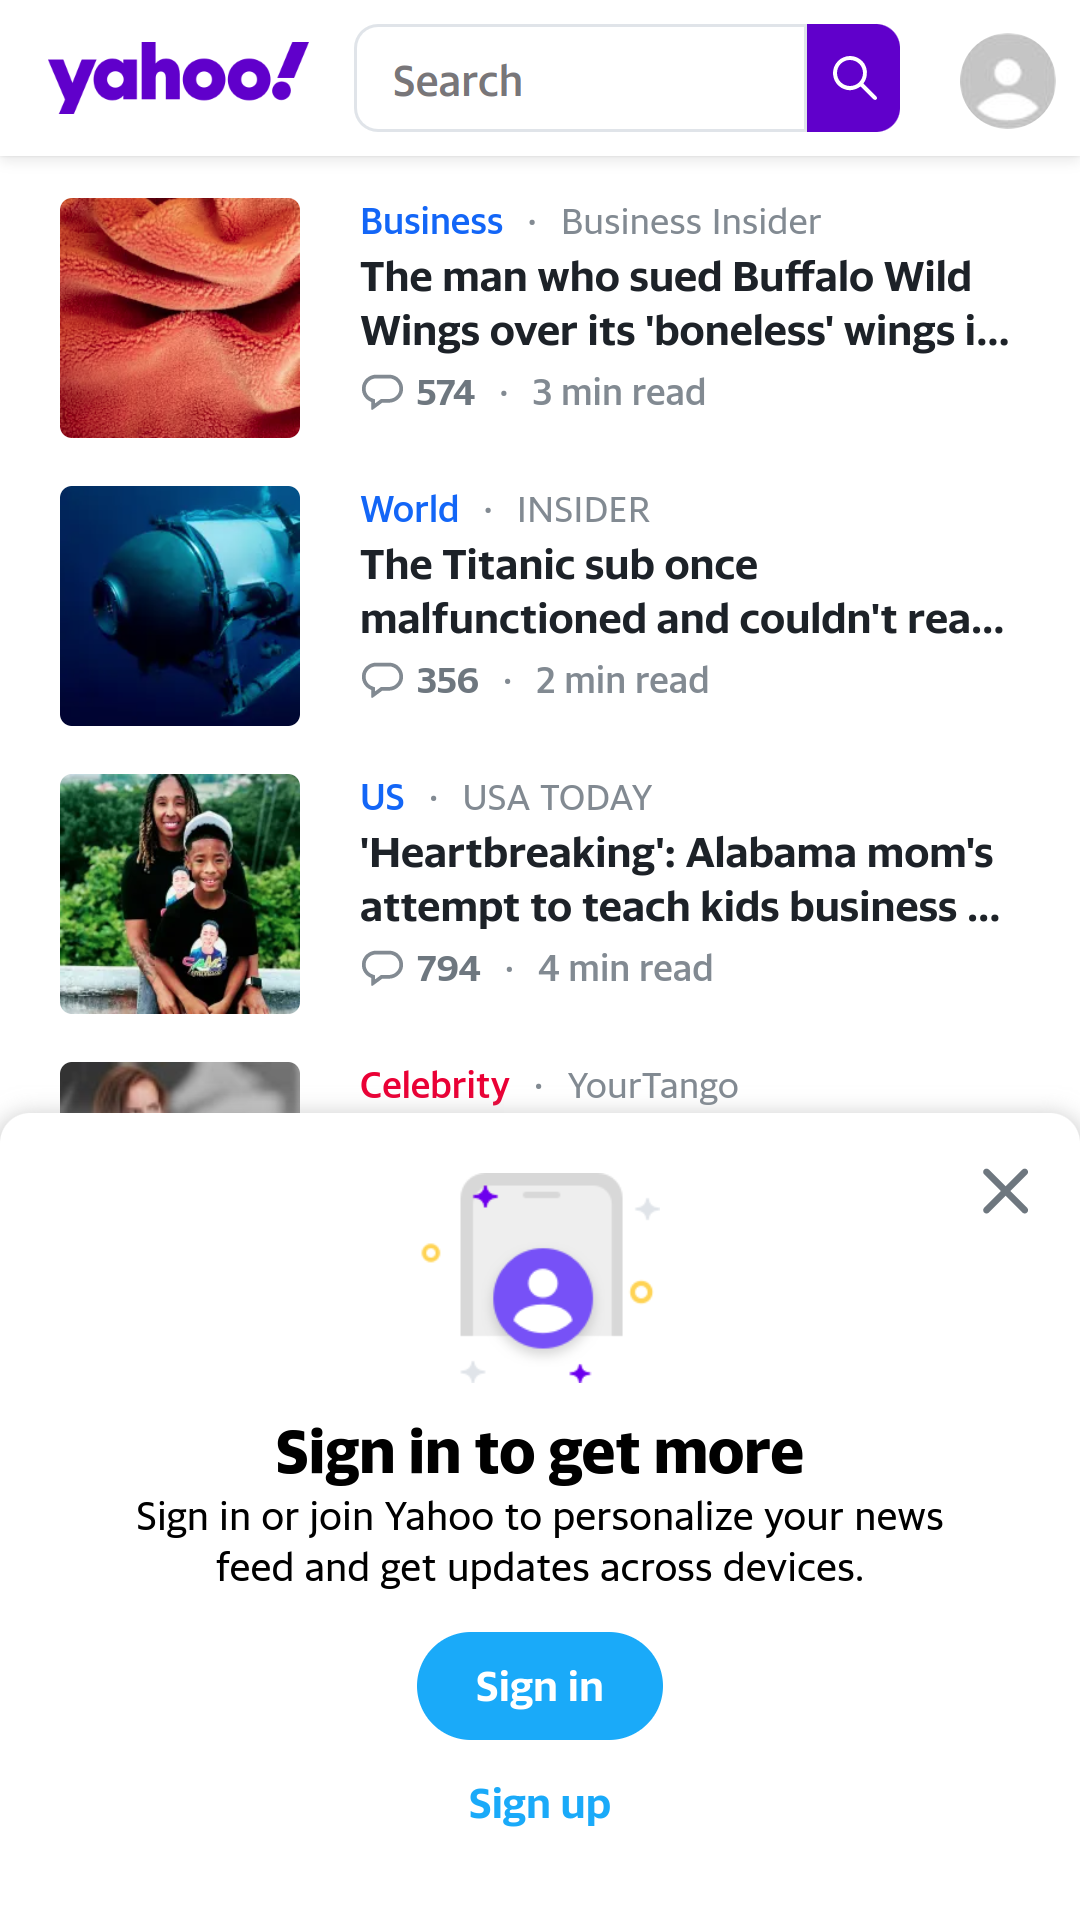 yahoo!
Search
Business · Business Insider
The man who sued Buffalo Wild
Wings over its 'boneless' wings i...
574 · 3 min read
World · INSIDER
The Titanic sub once
malfunctioned and couldn't rea...
356 · 2 min read
US · USA TODAY
'Heartbreaking': Alabama mom's
attempt to teach kids business ...
794 · 4 min read
Celebrity · YourTango
Sign in to get more
Sign in or join Yahoo to personalize your news
feed and get updates across devices.
Sign in
Sign up